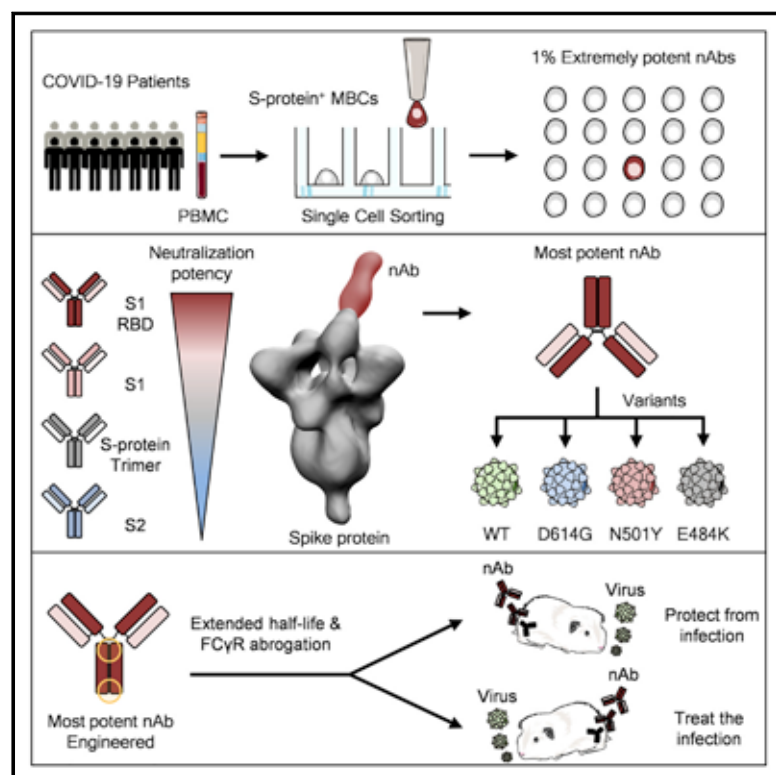 COVID-19 Patients
PBMC
S-protein+ MBCs
Single Cell Sorting
1% Extremely potent nAbs
Neutralization
potency
S1
RBD
S1
S-protein
Trimer
S2
nAb
Spike protein
Most potent nAb
Variants
WT
D614G
N501Y
E484K
Most potent nAb
Engineered
Extended half-life &
FCγR abrogation
nAb
Virus
Protect from
infection
Virus
nAb
Treat the
infection